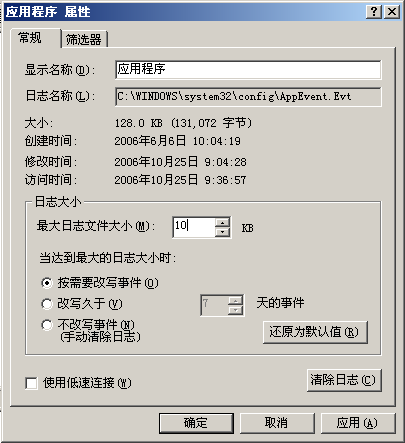 应用程序 属性
常规
筛选器
显示名称(D): 应用程序
日志名称(L): C:\WINDOWS\system32\config\AppEvent.Evt
大小: 128.0 KB (131,072 字节)
创建时间: 2006年6月6日 10:04:19
修改时间: 2006年10月25日 9:04:28
访问时间: 2006年10月25日 9:36:57
日志大小
最大日志文件大小(M): 10 KB
当达到最大的日志大小时:
按需要改写事件(O)
改写久于(V) 7 天的事件
不改写事件(N)
(手动清除日志)
还原为默认值(R)
使用低速连接(W)
清除日志(C)
确定
取消
应用(A)